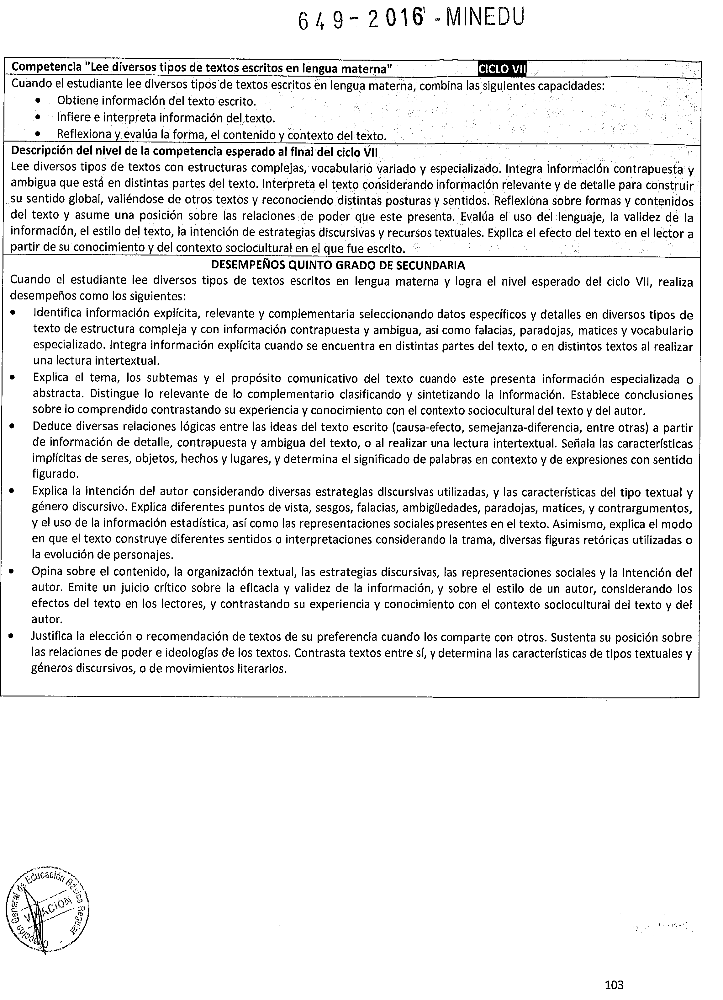 649-2016-MINEDU
Competencia "Lee diversos tipos de textos escritos en lengua materna" CICLO VII
Cuando el estudiante lee diversos tipos de textos escritos en lengua materna, combina las siguientes capacidades:
• Obtiene información del texto escrito.
• Infiere e interpreta información del texto.
• Reflexiona y evalúa la forma, el contenido y contexto del texto.
Descripción del nivel de la competencia esperado al final del ciclo VII
Lee diversos tipos de textos con estructuras complejas, vocabulario variado y especializado. Integra información contrapuesta y
ambigua que está en distintas partes del texto. Interpreta el texto considerando información relevante y de detalle para construir
su sentido global, valiéndose de otros textos y reconociendo distintas posturas y sentidos. Reflexiona sobre formas y contenidos
del texto y asume una posición sobre las relaciones de poder que este presenta. Evalúa el uso del lenguaje, la validez de la
información, el estilo del texto, la intención de estrategias discursivas y recursos textuales. Explica el efecto del texto en el lector a
partir de su conocimiento y del contexto sociocultural en el que fue escrito.
DESEMPEÑOS QUINTO GRADO DE SECUNDARIA
Cuando el estudiante lee diversos tipos de textos escritos en lengua materna y logra el nivel esperado del ciclo VII, realiza
desempeños como los siguientes:
• Identifica información explícita, relevante y complementaria seleccionando datos específicos y detalles en diversos tipos de
texto de estructura compleja y con información contrapuesta y ambigua, así como falacias, paradojas, matices y vocabulario
especializado. Integra información explícita cuando se encuentra en distintas partes del texto, o en distintos textos al realizar
una lectura intertextual.
• Explica el tema, los subtemas y el propósito comunicativo del texto cuando este presenta información especializada o
abstracta. Distingue lo relevante de lo complementario clasificando y sintetizando la información. Establece conclusiones
sobre lo comprendido contrastando su experiencia y conocimiento con el contexto sociocultural del texto y del autor.
• Deduce diversas relaciones lógicas entre las ideas del texto escrito (causa-efecto, semejanza-diferencia, entre otras) a partir
de información de detalle, contrapuesta y ambigua del texto, o al realizar una lectura intertextual. Señala las características
implícitas de seres, objetos, hechos y lugares, y determina el significado de palabras en contexto y de expresiones con sentido
figurado.
• Explica la intención del autor considerando diversas estrategias discursivas utilizadas, y las características del tipo textual y
género discursivo. Explica diferentes puntos de vista, sesgos, falacias, ambigüedades, paradojas, matices, y contrargumentos,
y el uso de la información estadística, así como las representaciones sociales presentes en el texto. Asimismo, explica el modo
en que el texto construye diferentes sentidos o interpretaciones considerando la trama, diversas figuras retóricas utilizadas o
la evolución de personajes.
• Opina sobre el contenido, la organización textual, las estrategias discursivas, las representaciones sociales y la intención del
autor. Emite un juicio crítico sobre la eficacia y validez de la información, y sobre el estilo de un autor, considerando los
efectos del texto en los lectores, y contrastando su experiencia y conocimiento con el contexto sociocultural del texto y del
autor.
• Justifica la elección o recomendación de textos de su preferencia cuando los comparte con otros. Sustenta su posición sobre
las relaciones de poder e ideologías de los textos. Contrasta textos entre sí, y determina las características de tipos textuales y
géneros discursivos, o de movimientos literarios.
General de Educación Básica Regular
103